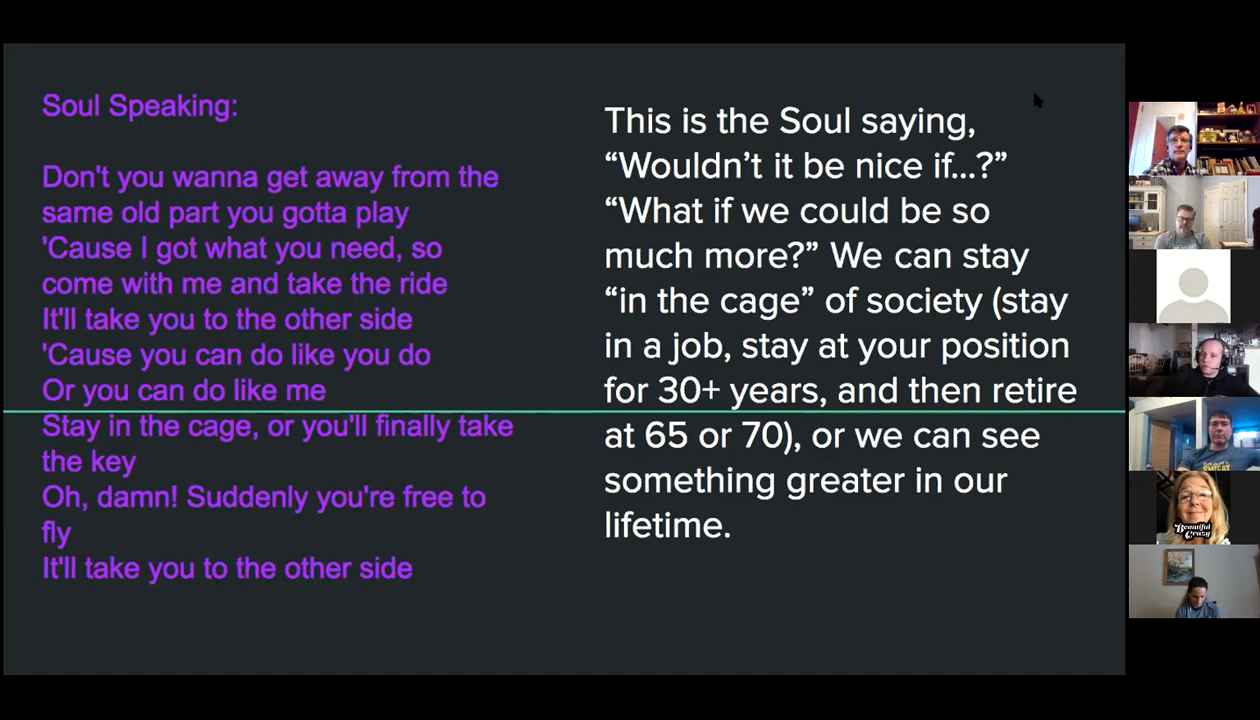 Soul Speaking:
Don't you wanna get away from the
same old part you gotta play
'Cause I got what you need, so
come with me and take the ride
It'll take you to the other side
'Cause you can do like you do
Or you can do like me
Stay in the cage, or you'll finally take
the key
Oh, damn! Suddenly you're free to
fly
It'll take you to the other side
This is the Soul saying,
“Wouldn’t it be nice if...?”
“What if we could be so
much more?” We can stay
“in the cage” of society (stay
in a job, stay at your position
for 30+ years, and then retire
at 65 or 70), or we can see
something greater in our
lifetime.
SWEAT
Beautiful
Crazy